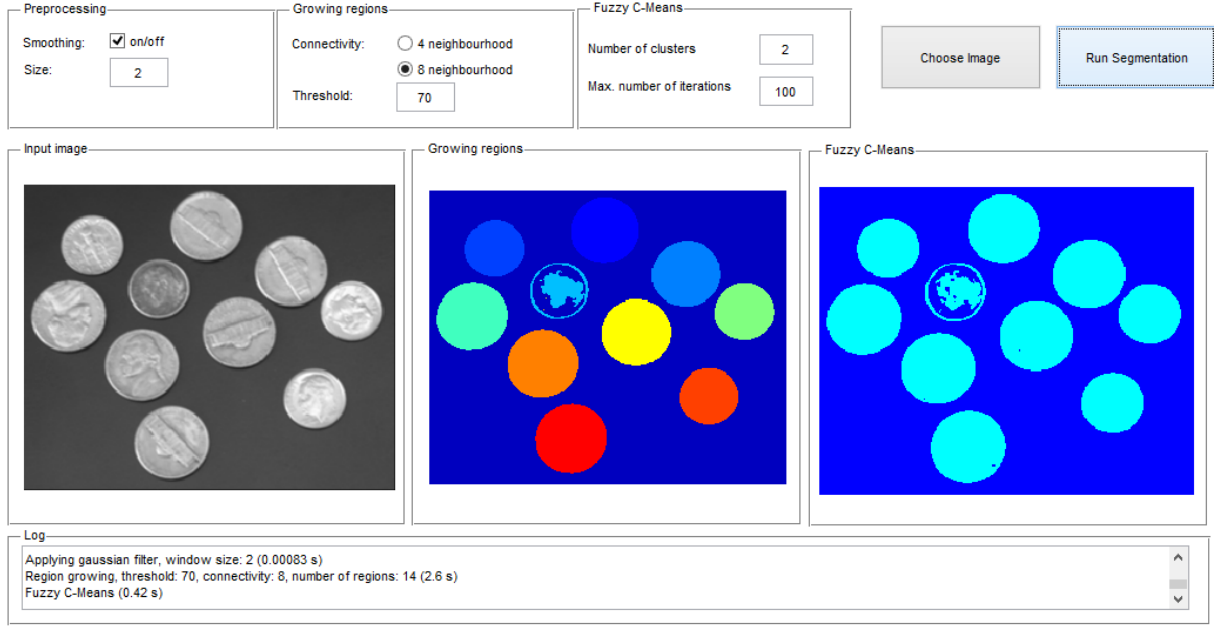 Preprocessing
Smoothing: on/off
Size: 2
Growing regions
Connectivity: 4 neighbourhood
8 neighbourhood
Threshold: 70
Fuzzy C-Means
Number of clusters 2
Max. number of iterations 100
Choose Image
Run Segmentation
Input image
Growing regions
Fuzzy C-Means
Log
Applying gaussian filter, window size: 2 (0.00083 s)
Region growing, threshold: 70, connectivity: 8, number of regions: 14 (2.6 s)
Fuzzy C-Means (0.42 s)